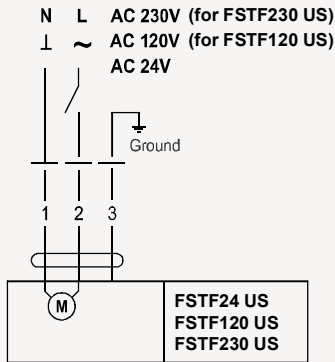 N L AC 230V (for FSTF230 US)
⊥ ~ AC 120V (for FSTF120 US)
AC 24V
Ground
1 2 3
M
FSTF24 US
FSTF120 US
FSTF230 US